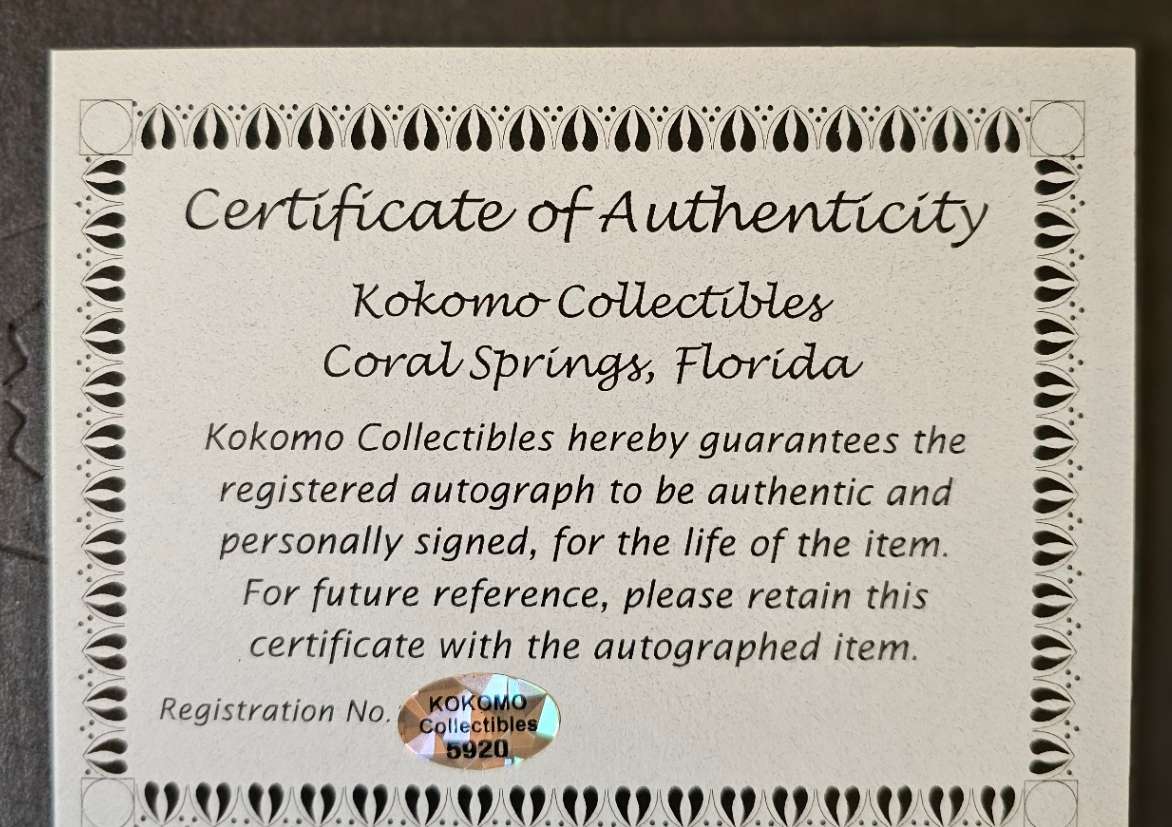 Certificate of Authenticity
Kokomo Collectibles
Coral Springs, Florida
Kokomo Collectibles hereby guarantees the
registered autograph to be authentic and
personally signed, for the life of the item.
For future reference, please retain this
certificate with the autographed item.
Registration No.
KOKOMO
Collectibles
5920